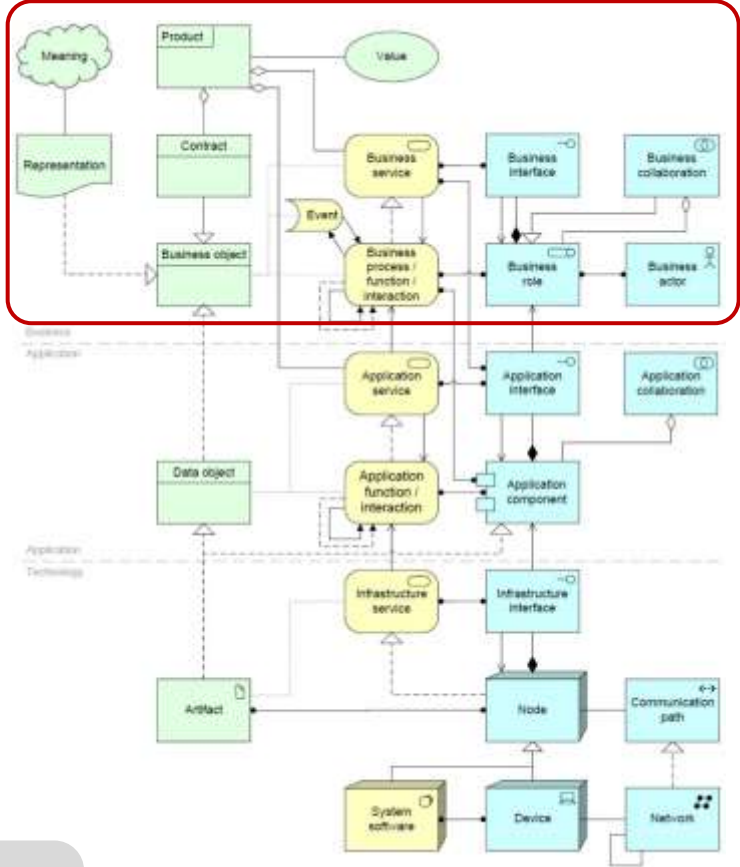 Meaning
Product
Value
Representation
Contract
Business
service
Business
interface
Business
collaboration
Event
Business object
Business
process /
function /
interaction
Business
role
Business
actor
Business
Application
Application
service
Application
interface
Application
collaboration
Data object
Application
function /
interaction
Application
component
Application
Technology
Infrastructure
service
Infrastructure
interface
Artifact
Node
Communication
path
System
software
Device
Network